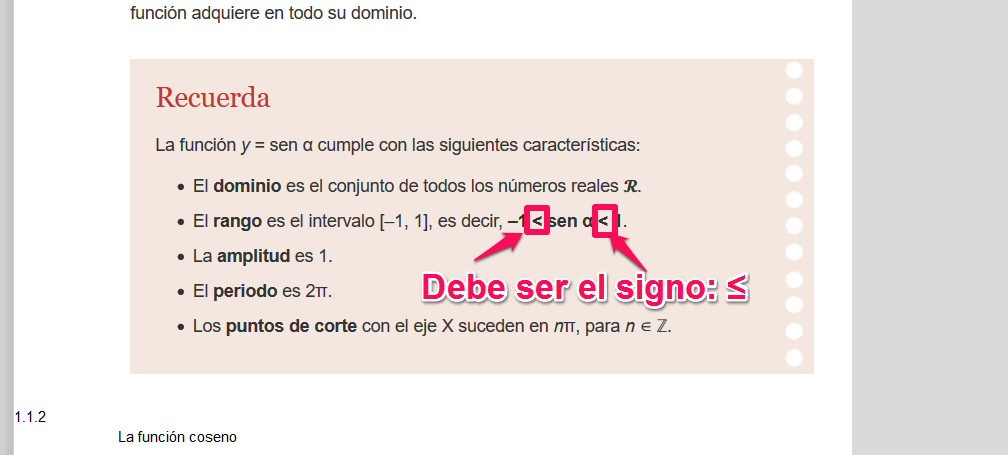 función adquiere en todo su dominio.
Recuerda
La función y = sen α cumple con las siguientes características:
• El dominio es el conjunto de todos los números reales ℛ.
• El rango es el intervalo [–1, 1], es decir, –1 < sen α < 1.
• La amplitud es 1.
Debe ser el signo: ≤
• El periodo es 2π.
• Los puntos de corte con el eje X suceden en nπ, para n ∈ ℤ.
1.1.2
La función coseno